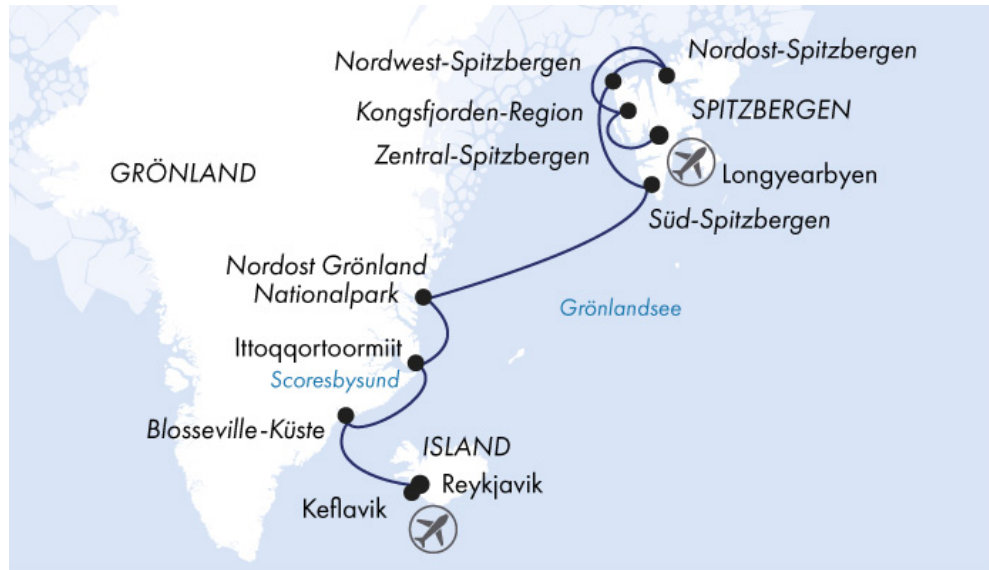 Nordwest-Spitzbergen
Nordost-Spitzbergen
Kongsfjorden-Region
SPITZBERGEN
Zentral-Spitzbergen
GRÖNLAND
Longyearbyen
Süd-Spitzbergen
Nordost Grönland
Nationalpark
Grönlandsee
Ittoqqortoormiit
Scoresbysund
Blosseville-Küste
ISLAND
Reykjavik
Keflavik